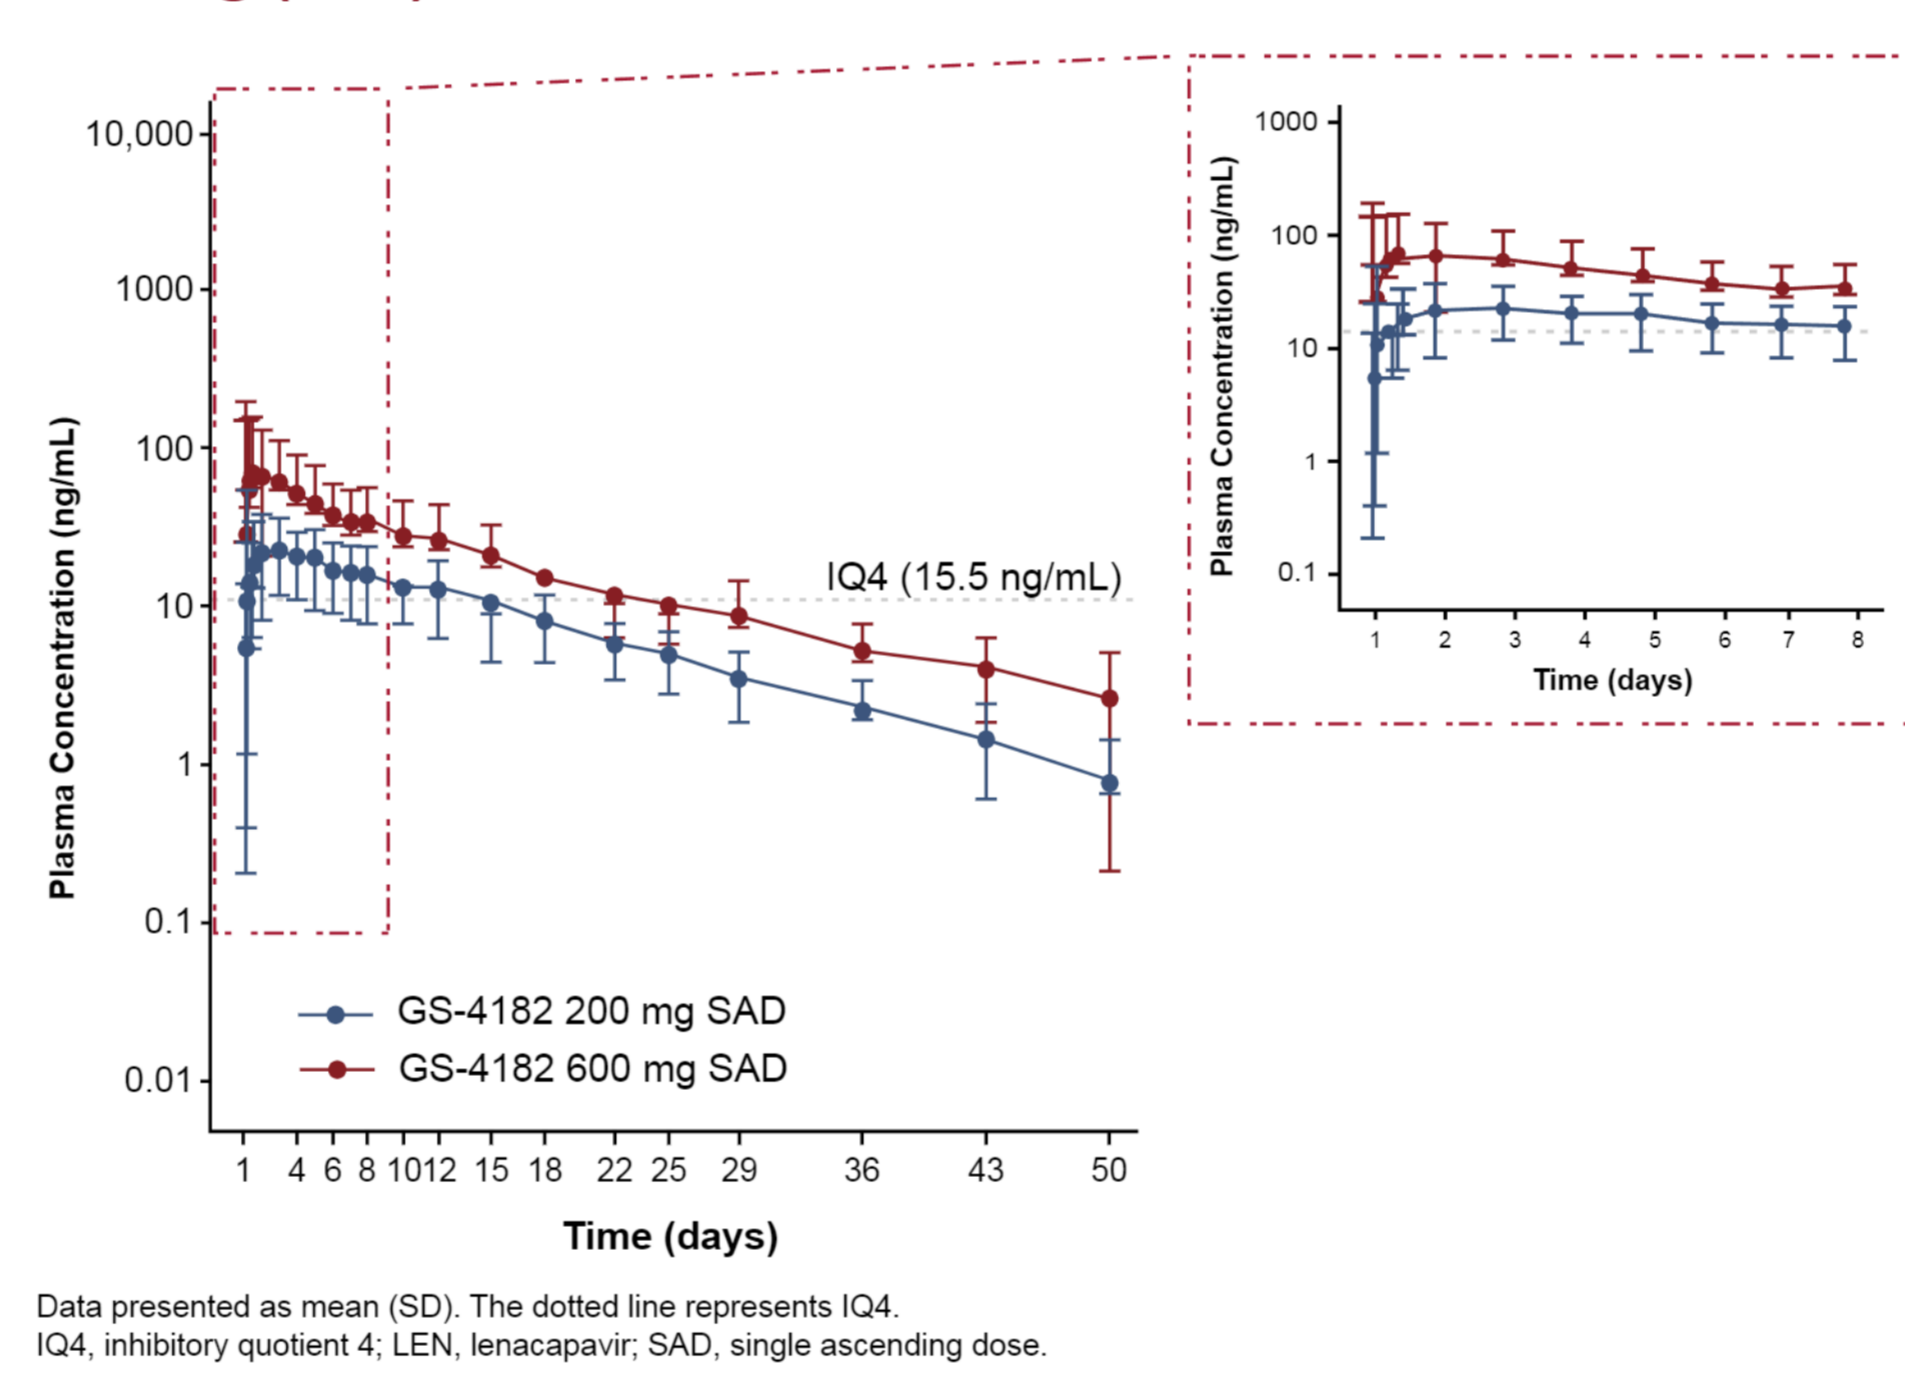 10,000
1000
100
10
1
0.1
0.01
Plasma Concentration (ng/mL)
IQ4 (15.5 ng/mL)
GS-4182 200 mg SAD
GS-4182 600 mg SAD
1 4 6 8 10 12 15 18 22 25 29 36 43 50
Time (days)
1000
100
10
1
0.1
Plasma Concentration (ng/mL)
1 2 3 4 5 6 7 8
Time (days)
Data presented as mean (SD). The dotted line represents IQ4.
IQ4, inhibitory quotient 4; LEN, lenacapavir; SAD, single ascending dose.